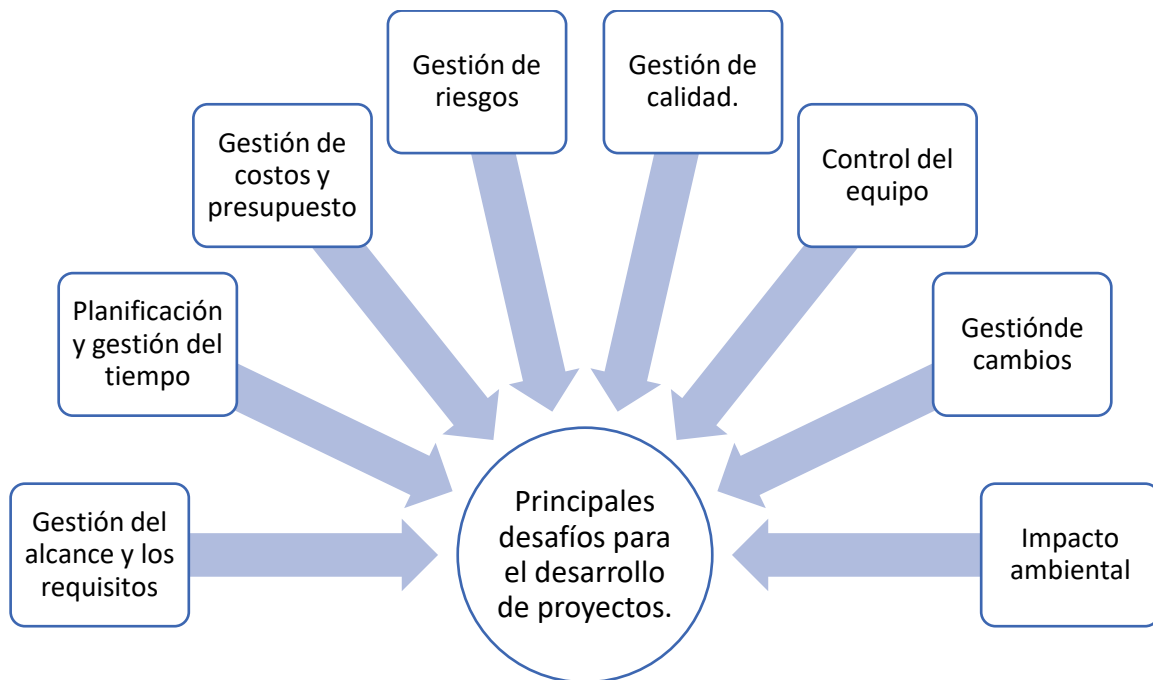 Gestión de
riesgos
Gestión de
calidad.
Gestión de
costos y
presupuesto
Control del
equipo
Planificación
y gestión del
tiempo
Gestiónde
cambios
Gestión del
alcance y los
requisitos
Principales
desafíos para
el desarrollo
de proyectos.
Impacto
ambiental